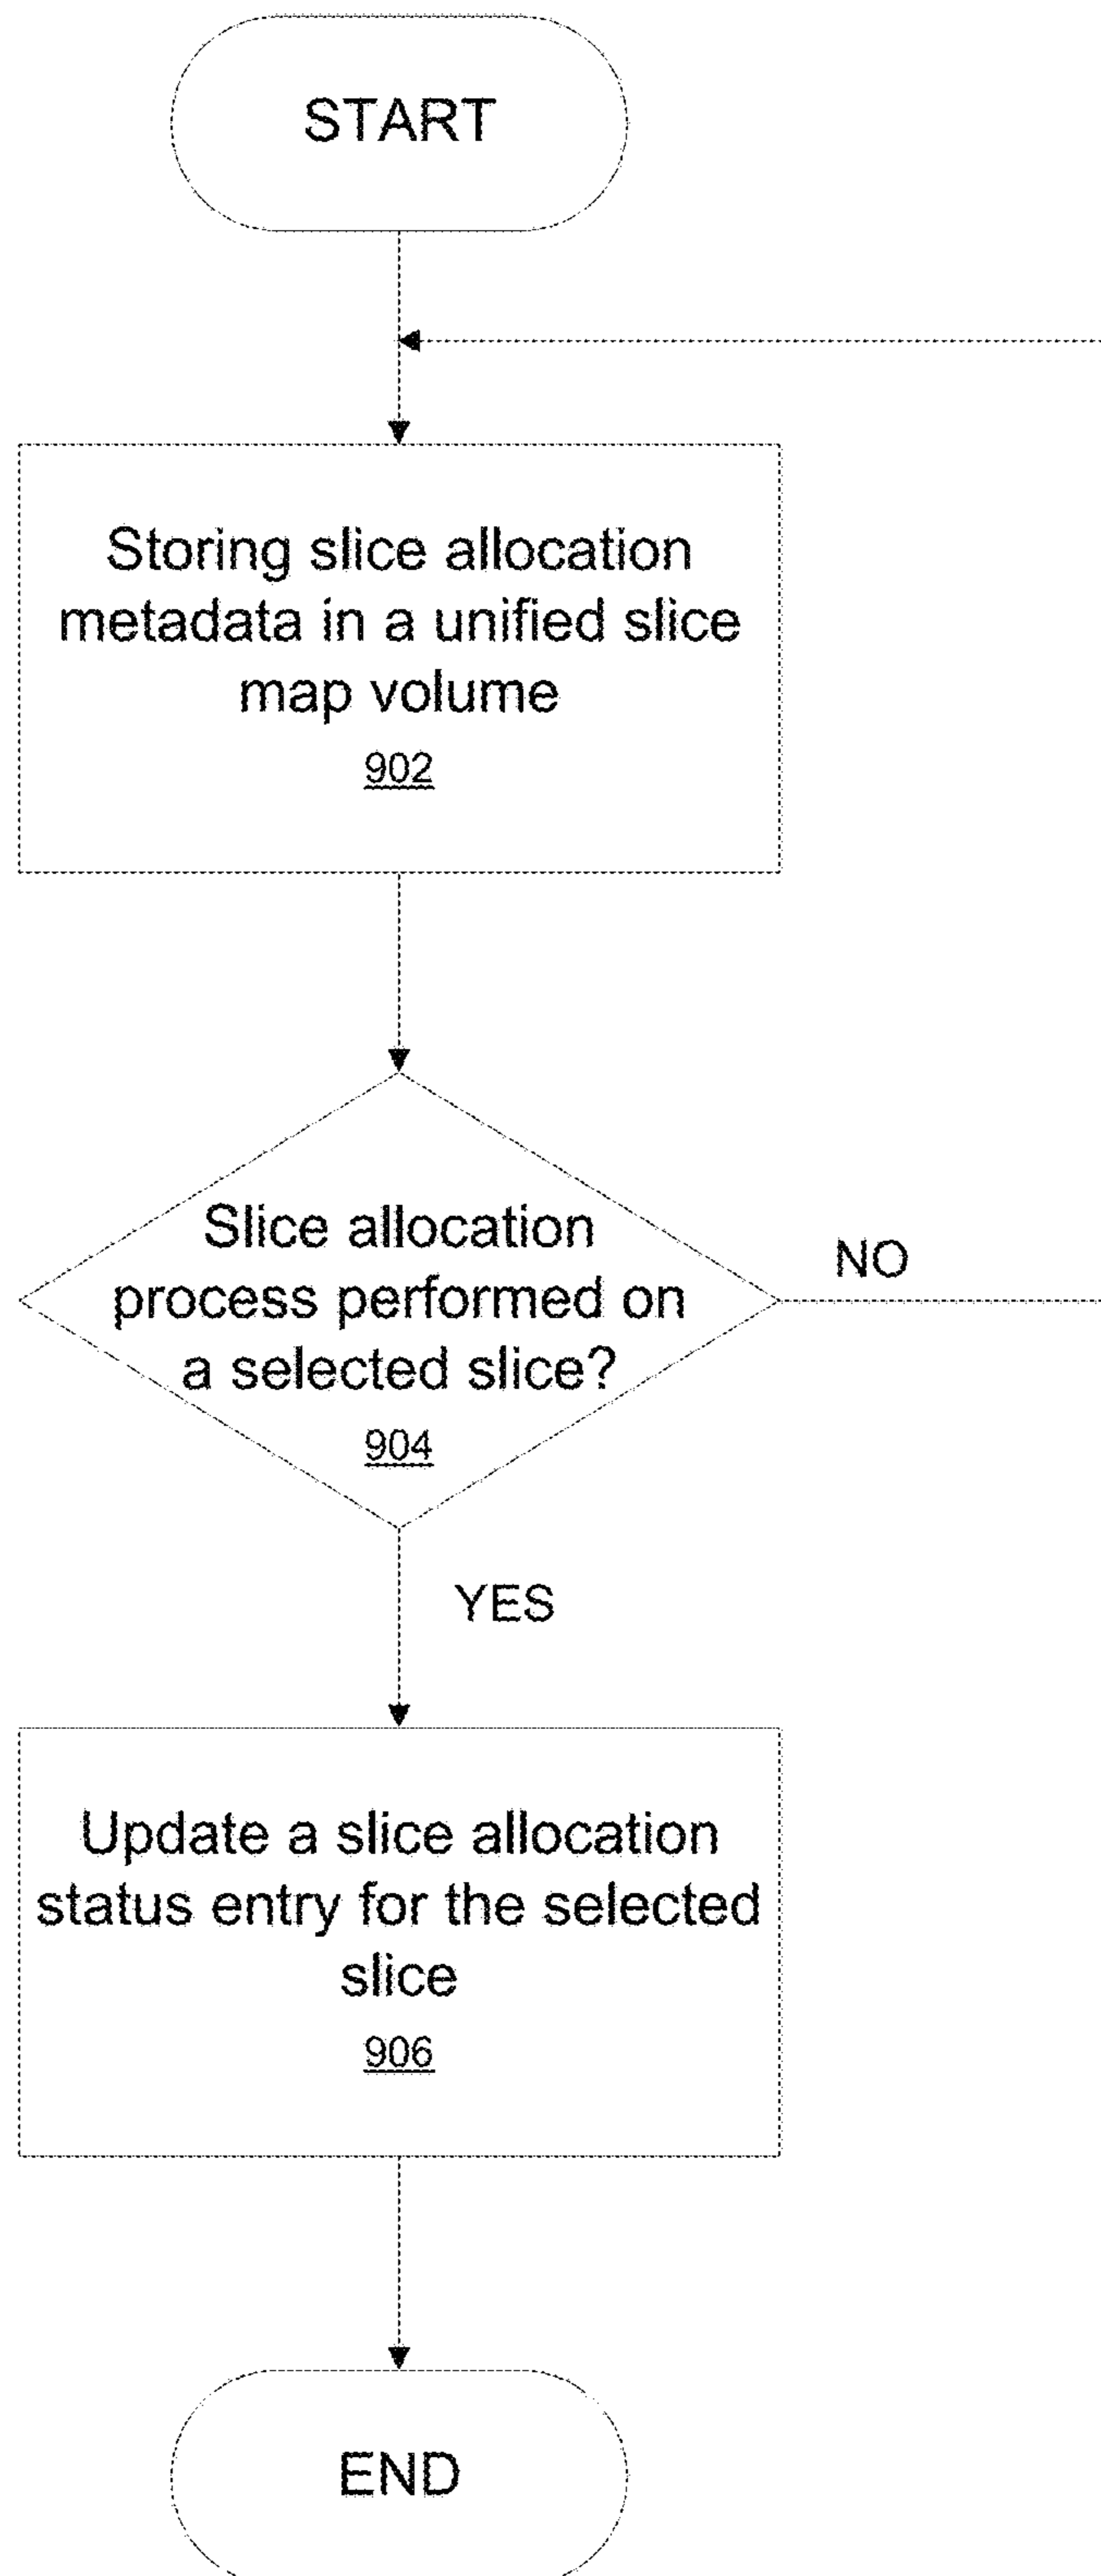 START
Storing slice allocation
metadata in a unified slice
map volume
902
Slice allocation
process performed on
a selected slice?
904
NO
YES
Update a slice allocation
status entry for the selected
slice
906
END